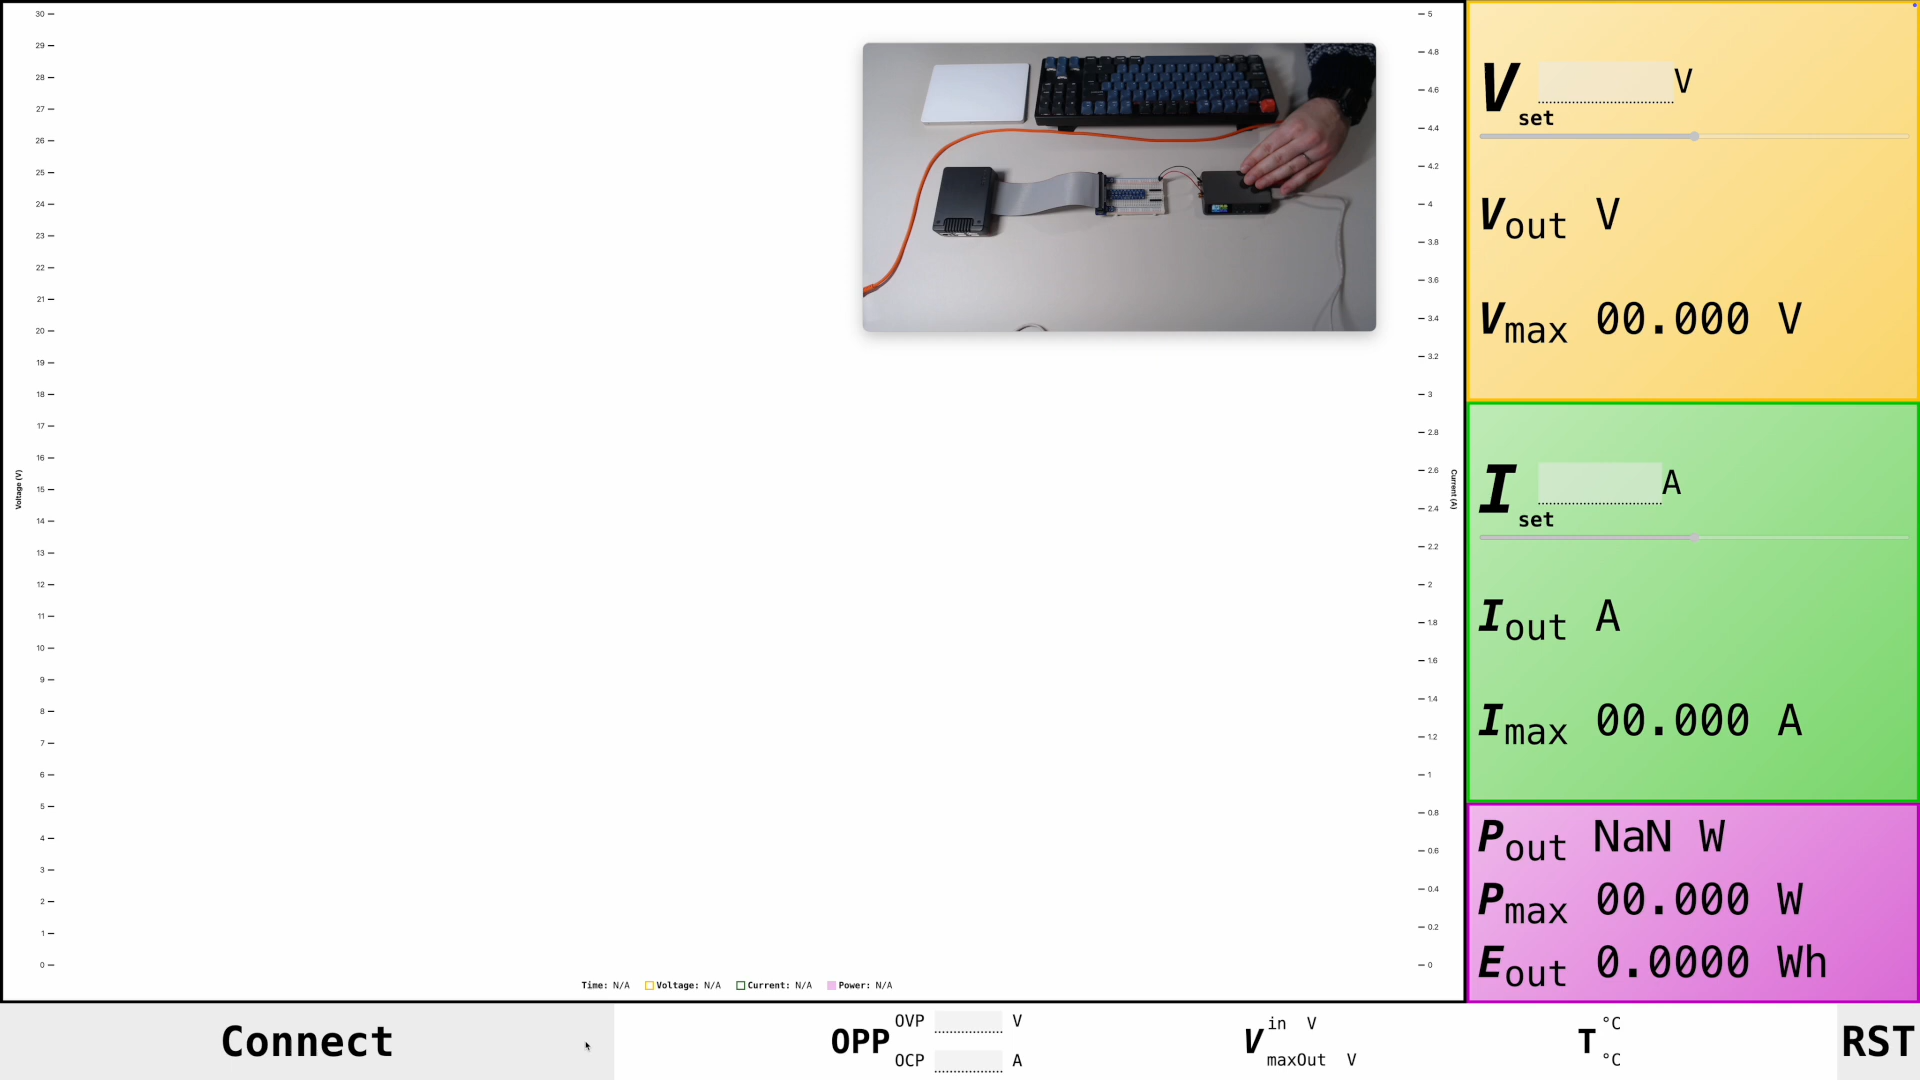 30
29
28
27
26
25
24
23
22
21
20
19
18
17
16
15
14
13
12
11
10
9
8
7
6
5
4
3
2
1
0
Voltage (V)
5
4.8
4.6
4.4
4.2
4
3.8
3.6
3.4
3.2
3
2.8
2.6
2.4
2.2
2
1.8
1.6
1.4
1.2
1
0.8
0.6
0.4
0.2
0
Current (A)
Time: N/A Voltage: N/A Current: N/A Power: N/A
V set V
V out V
V max 00.000 V
I set A
I out A
I max 00.000 A
P out NaN W
P max 00.000 W
E out 0.0000 Wh
Connect
OPP
OVP V
OCP A
V
in V
maxOut V
T
°C
°C
RST